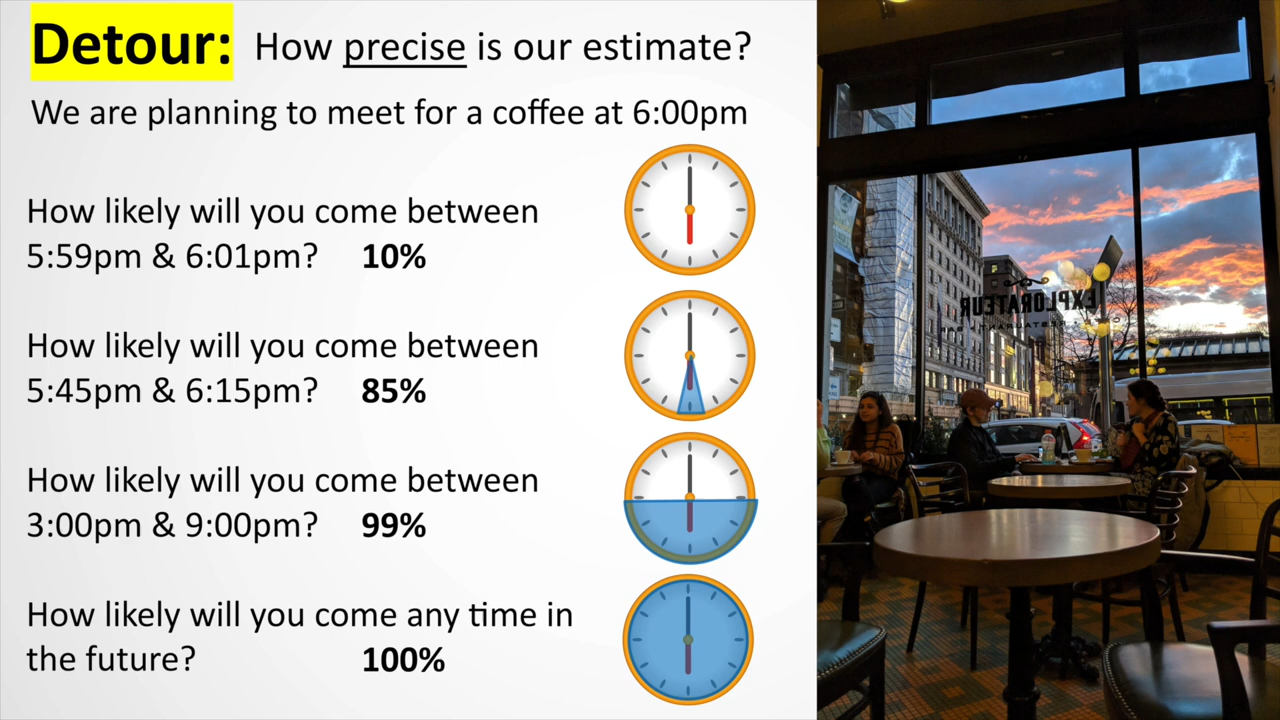 Detour: How precise is our estimate?
We are planning to meet for a coffee at 6:00pm
How likely will you come between
5:59pm & 6:01pm? 10%
How likely will you come between
5:45pm & 6:15pm? 85%
How likely will you come between
3:00pm & 9:00pm? 99%
How likely will you come any time in
the future? 100%
EXPLORATEUR